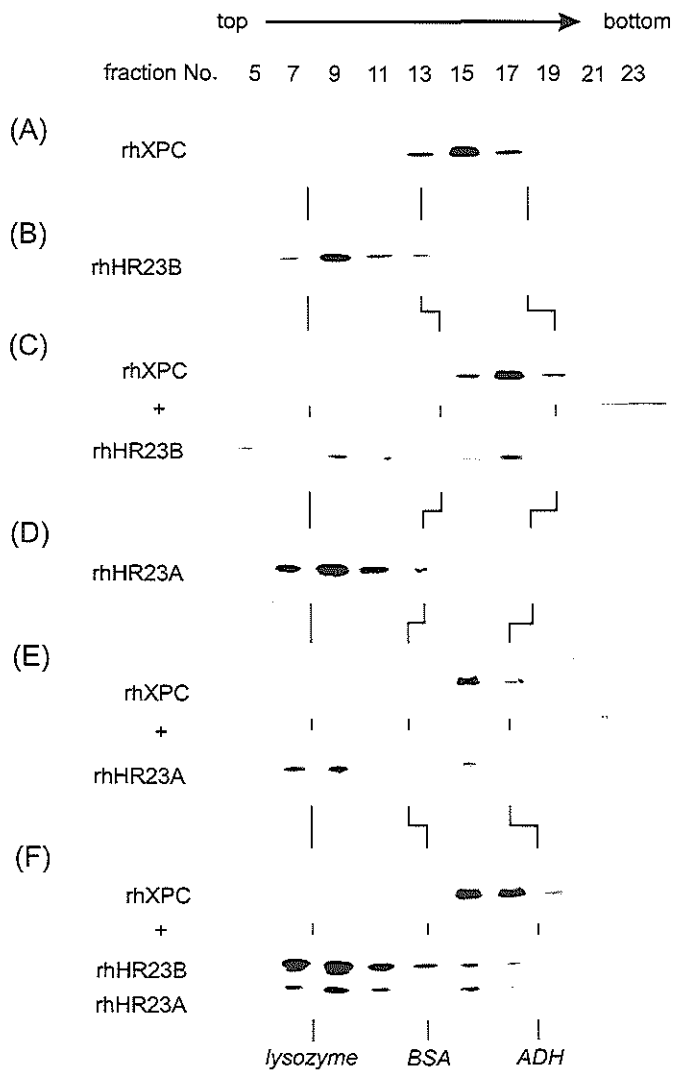 top bottom
fraction No. 5 7 9 11 13 15 17 19 21 23
(A)
rhXPC
(B)
rhHR23B
(C)
rhXPC
+
rhHR23B
(D)
rhHR23A
(E)
rhXPC
+
rhHR23A
(F)
rhXPC
+
rhHR23B
rhHR23A
lysozyme BSA ADH